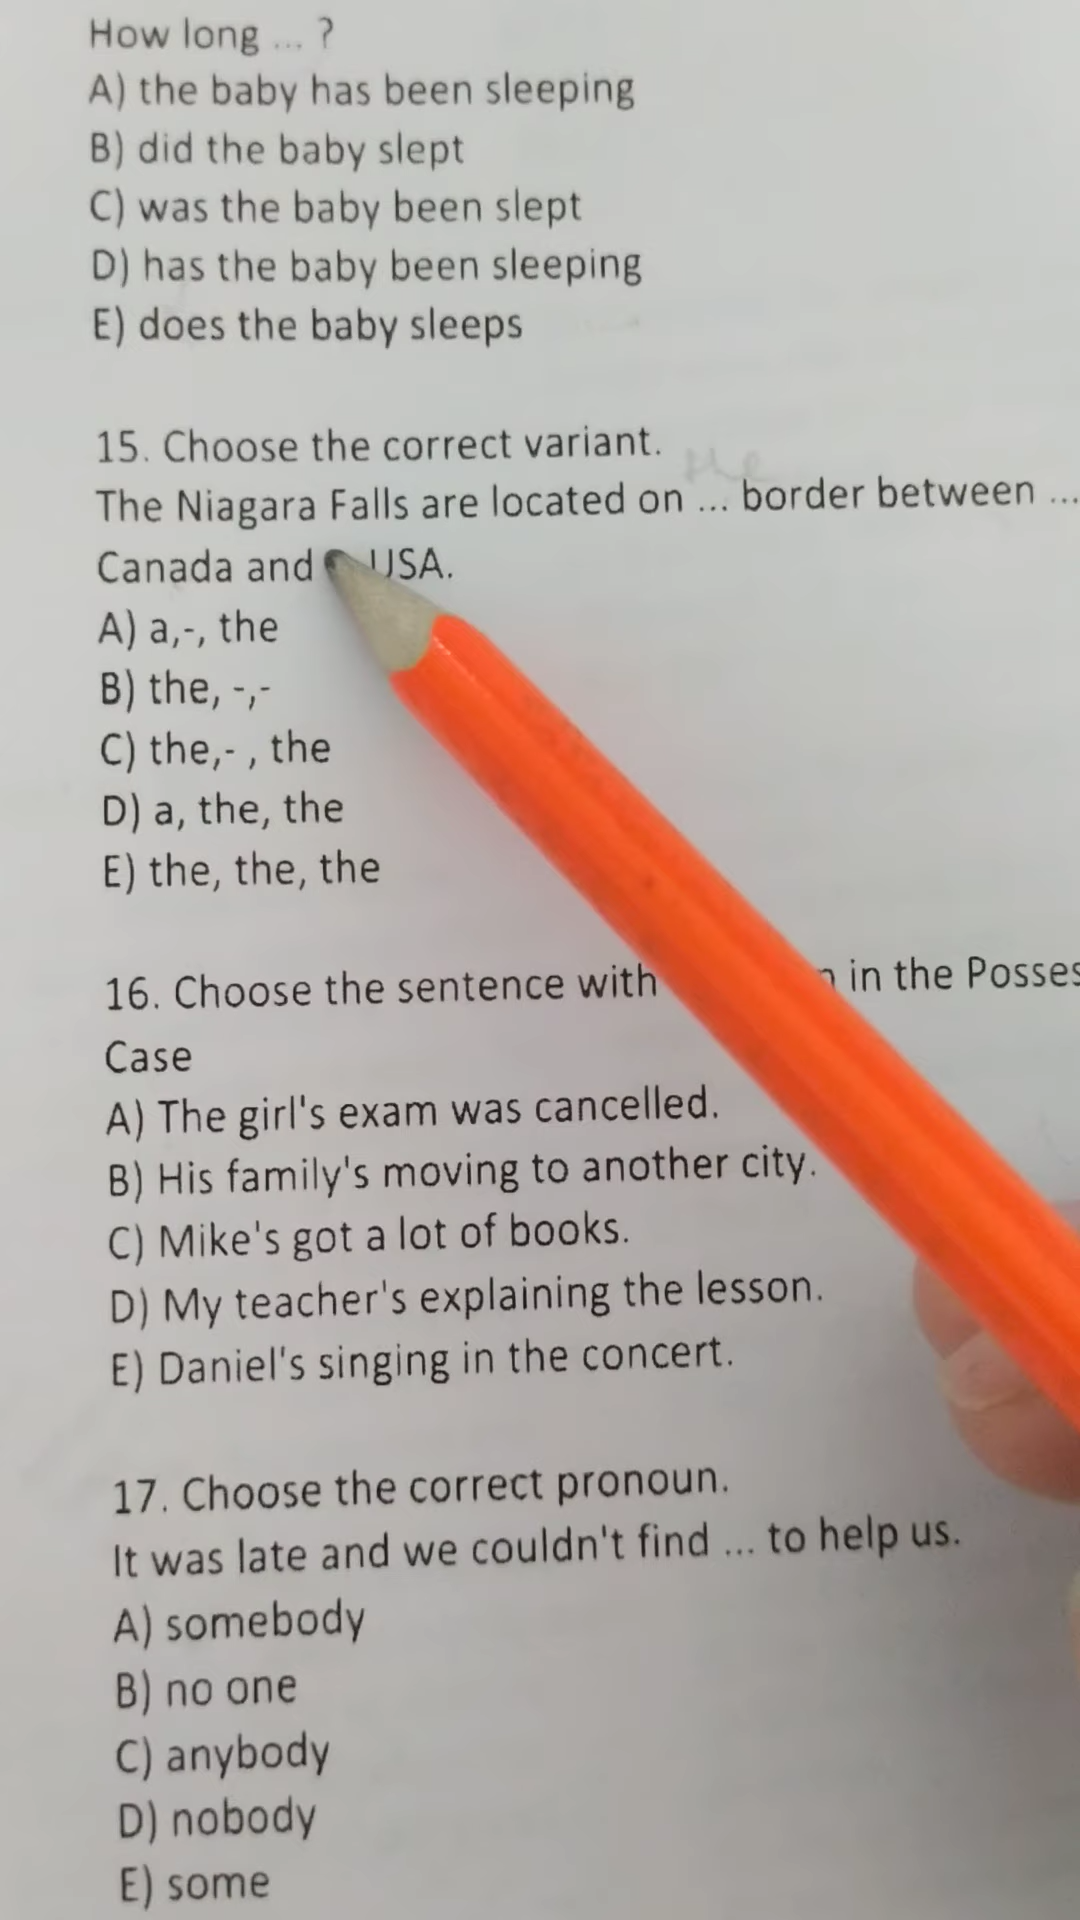 How long ... ?
A) the baby has been sleeping
B) did the baby slept
C) was the baby been slept
D) has the baby been sleeping
E) does the baby sleeps
15. Choose the correct variant.
the
The Niagara Falls are located on ... border between ...
Canada and USA.
A) a,-, the
B) the, -,-
C) the,- , the
D) a, the, the
E) the, the, the
16. Choose the sentence with in the
Case
A) The girl's exam was cancelled.
B) His family's moving to another city.
C) Mike's got a lot of books.
D) My teacher's explaining the lesson.
E) Daniel's singing in the concert.
17. Choose the correct pronoun.
It was late and we couldn't find ... to help us.
A) somebody
B) no one
C) anybody
D) nobody
E) some